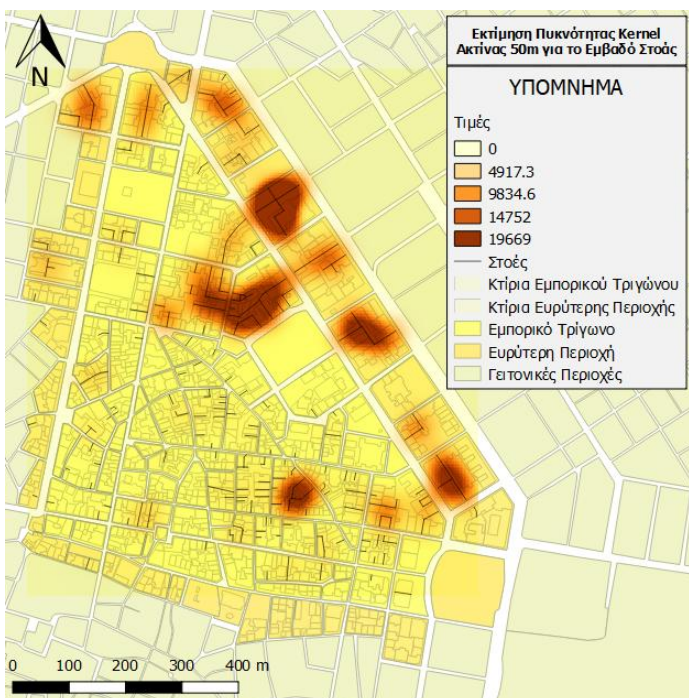 Εκτίμηση Πυκνότητας Kernel
Ακτίνας 50m για το Εμβαδό Στοάς
ΥΠΟΜΝΗΜΑ
Τιμές
0
4917.3
9834.6
14752
19669
Στοές
Κτίρια Εμπορικού Τριγώνου
Κτίρια Ευρύτερης Περιοχής
Εμπορικό Τρίγωνο
Ευρύτερη Περιοχή
Γειτονικές Περιοχές
N
0 100 200 300 400 m